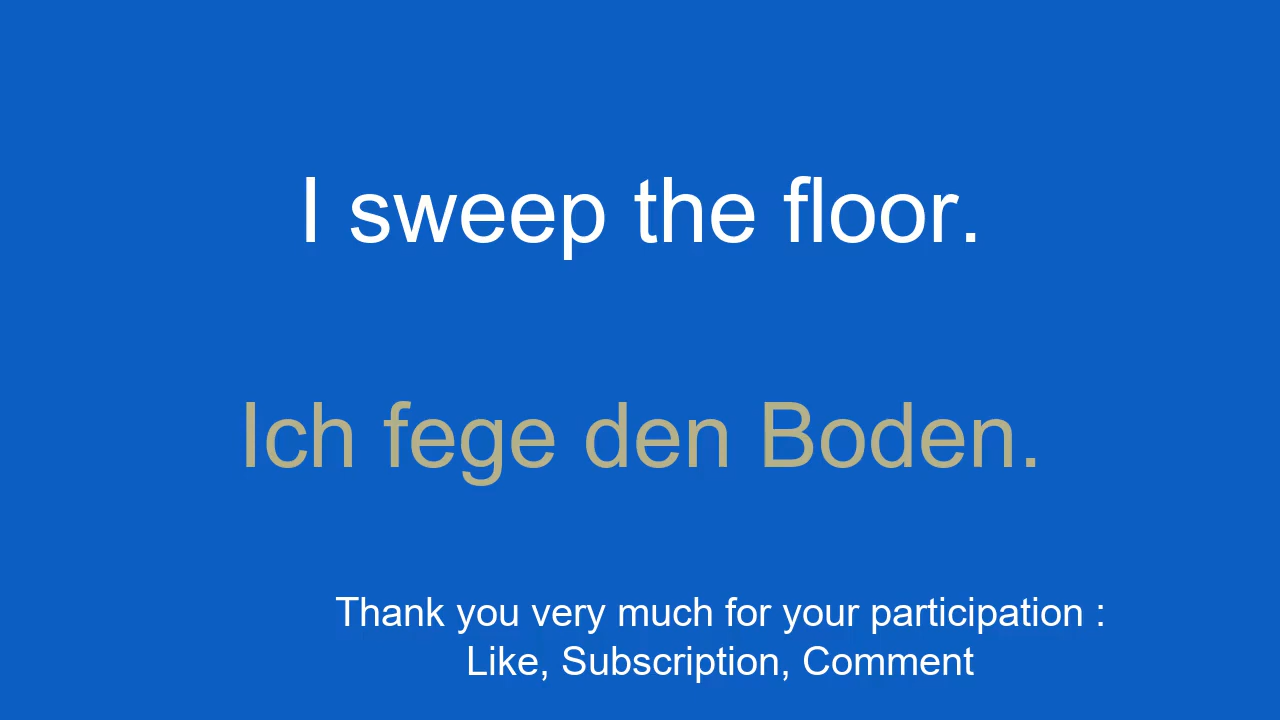 I sweep the floor.
Ich fege den Boden.
Thank you very much for your participation :
Like, Subscription, Comment